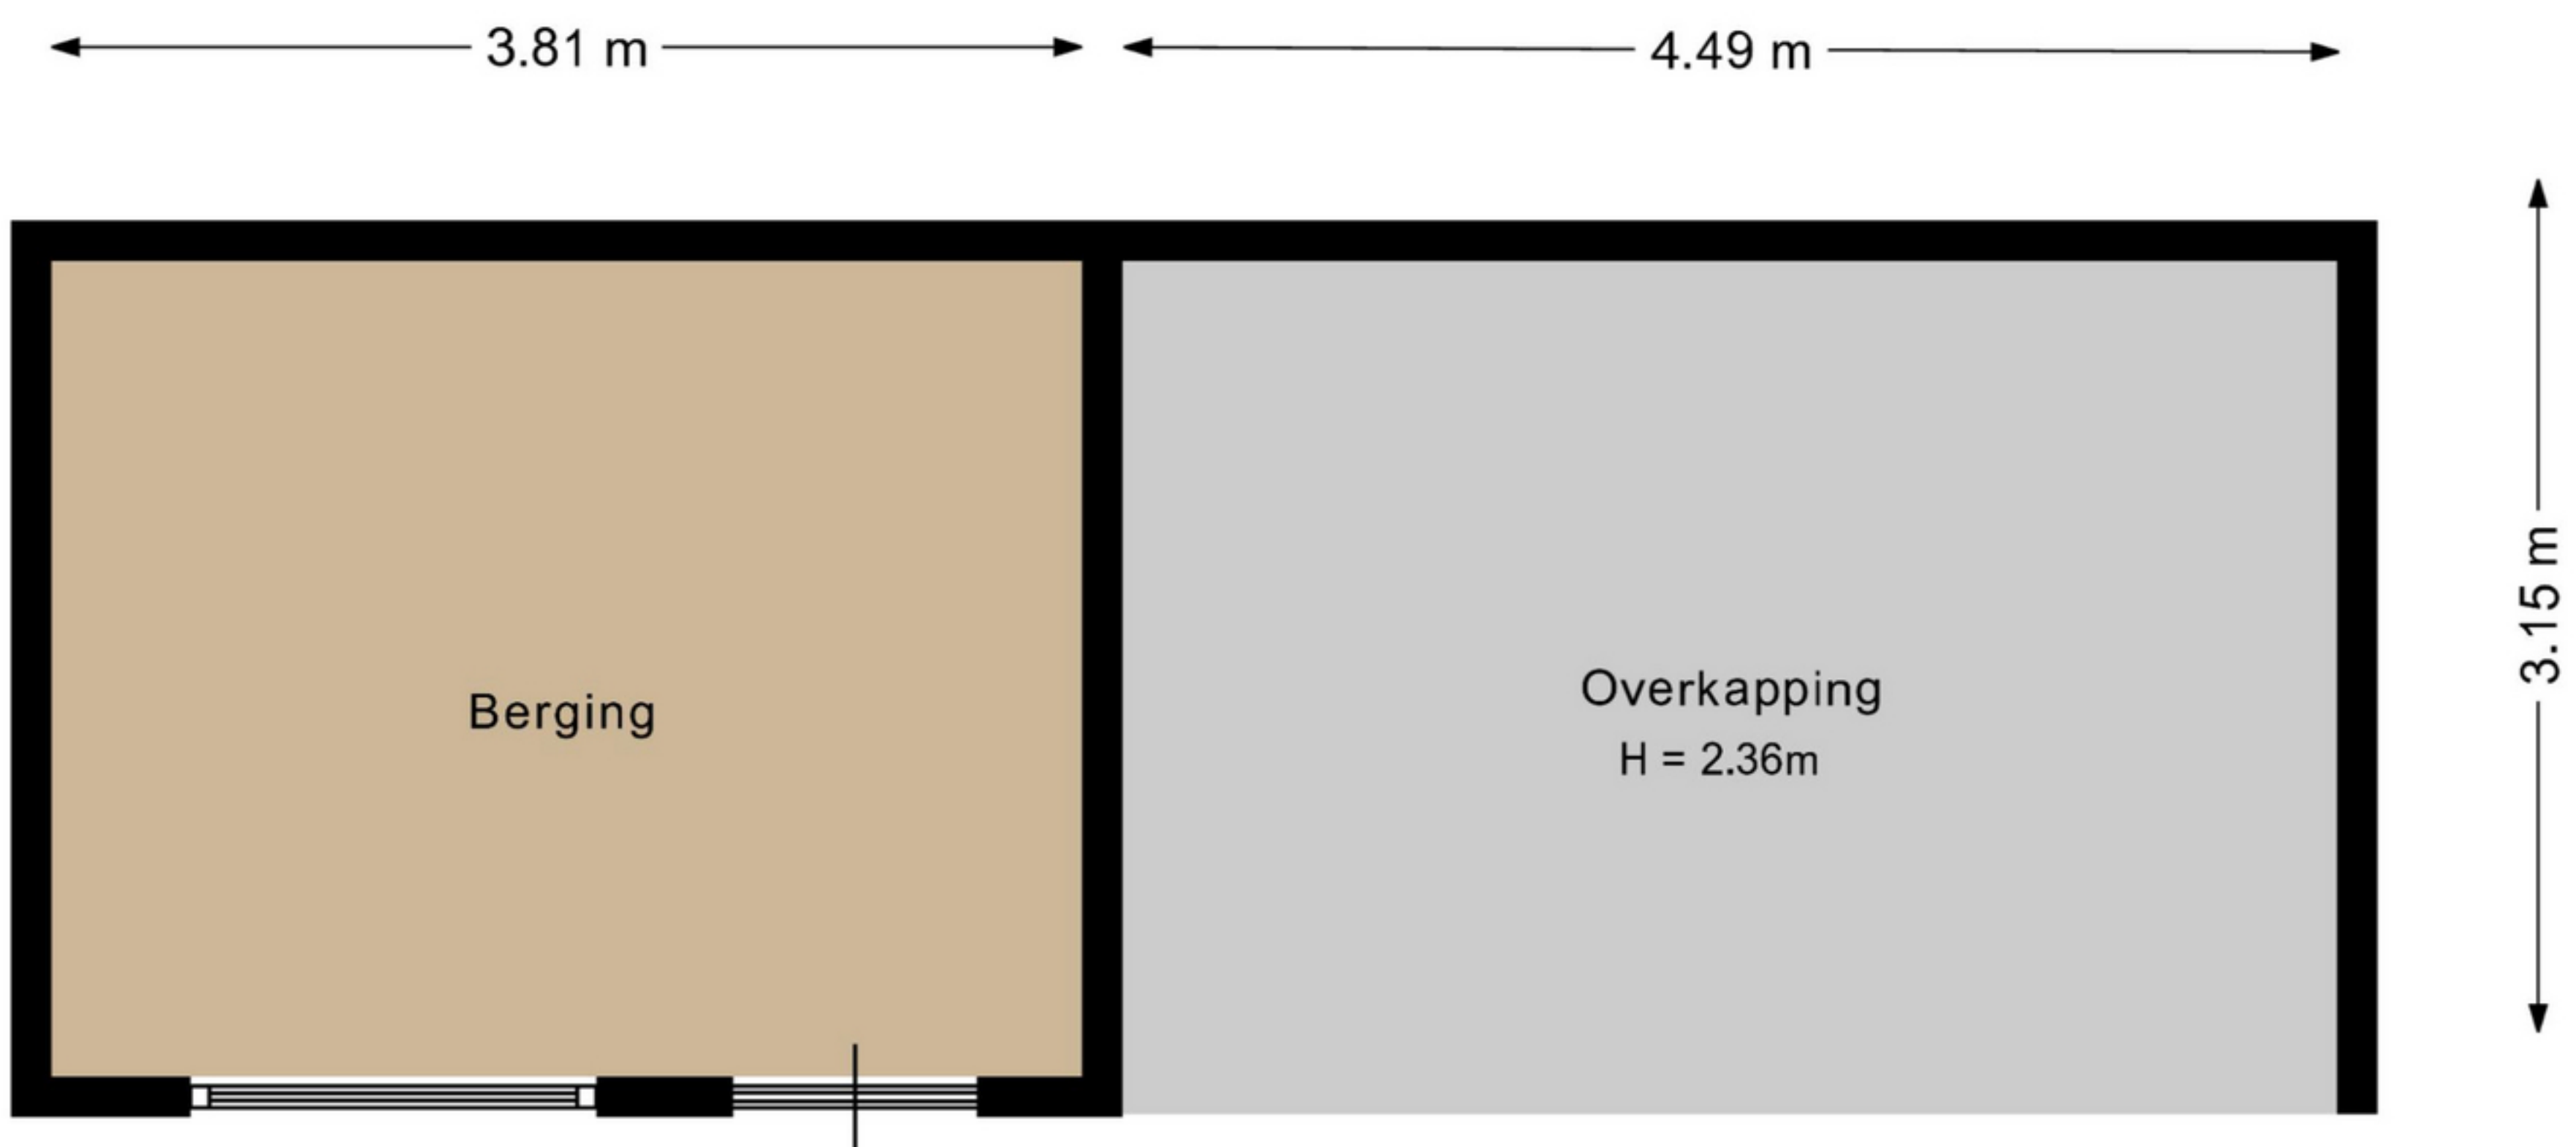 3.81 m
4.49 m
3.15 m
Berging
Overkapping
H = 2.36m